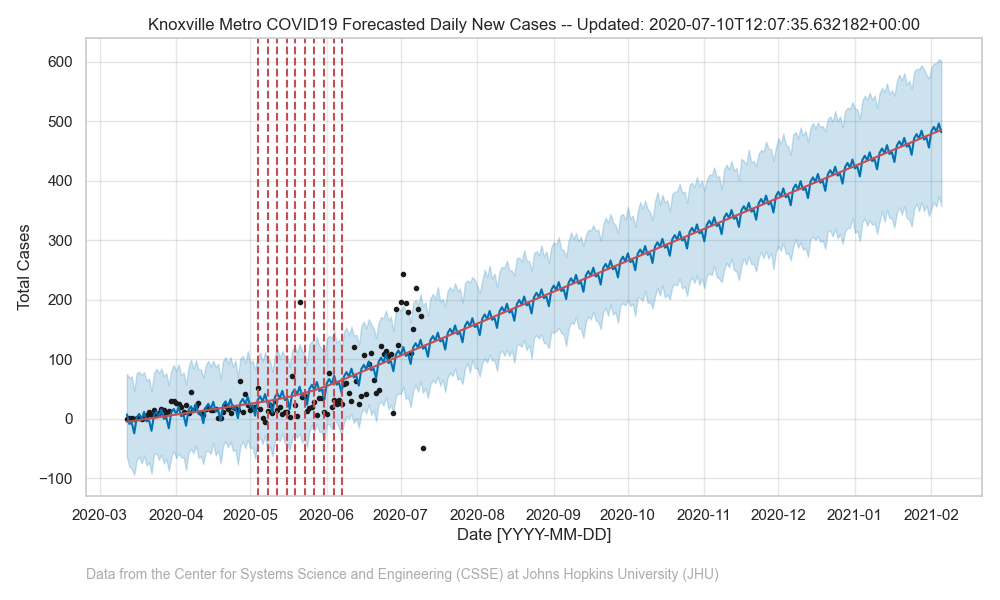 Knoxville Metro COVID19 Forecasted Daily New Cases -- Updated: 2020-07-10T12:07:35.632182+00:00
Total Cases
600
500
400
300
200
100
0
−100
2020-03 2020-04 2020-05 2020-06 2020-07 2020-08 2020-09 2020-10 2020-11 2020-12 2021-01 2021-02
Date [YYYY-MM-DD]
Data from the Center for Systems Science and Engineering (CSSE) at Johns Hopkins University (JHU)